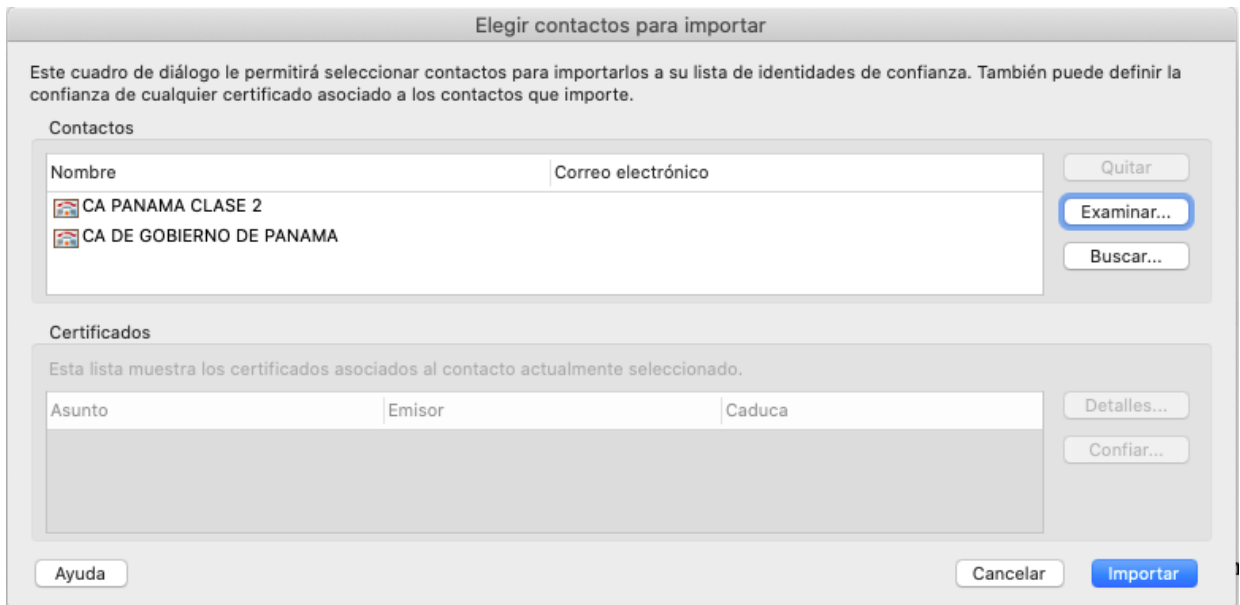 Elegir contactos para importar
Este cuadro de diálogo le permitirá seleccionar contactos para importarlos a su lista de identidades de confianza. También puede definir la
confianza de cualquier certificado asociado a los contactos que importe.
Contactos
Nombre Correo electrónico Quitar
CA PANAMA CLASE 2 Examinar...
CA DE GOBIERNO DE PANAMA
Buscar...
Certificados
Esta lista muestra los certificados asociados al contacto actualmente seleccionado.
Asunto Emisor Caduca Detalles...
Confiar...
Ayuda Cancelar Importar